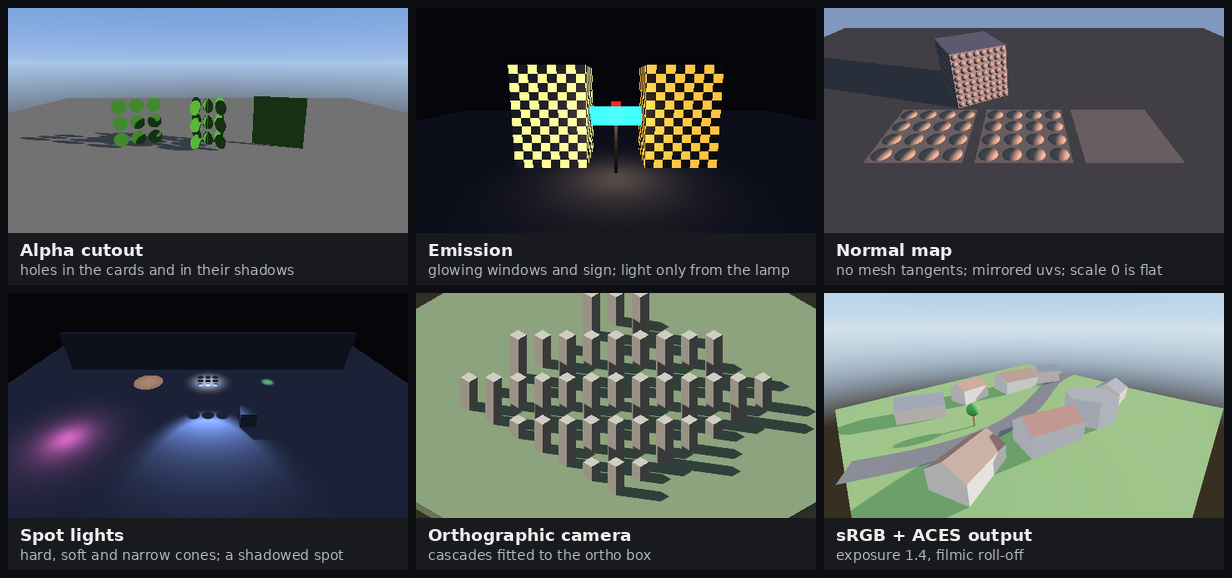 Alpha cutout
holes in the cards and in their shadows
Emission
glowing windows and sign; light only from the lamp
Normal map
no mesh tangents; mirrored uvs; scale 0 is flat
Spot lights
hard, soft and narrow cones; a shadowed spot
Orthographic camera
cascades fitted to the ortho box
sRGB + ACES output
exposure 1.4, filmic roll-off